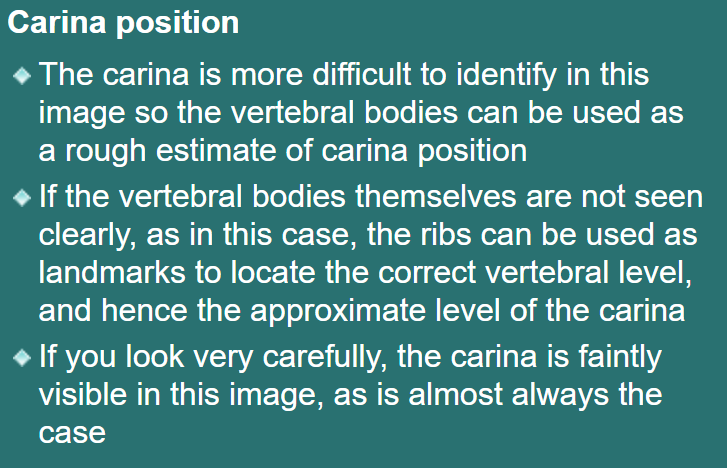 Carina position
The carina is more difficult to identify in this
image so the vertebral bodies can be used as
a rough estimate of carina position
If the vertebral bodies themselves are not seen
clearly, as in this case, the ribs can be used as
landmarks to locate the correct vertebral level,
and hence the approximate level of the carina
If you look very carefully, the carina is faintly
visible in this image, as is almost always the
case